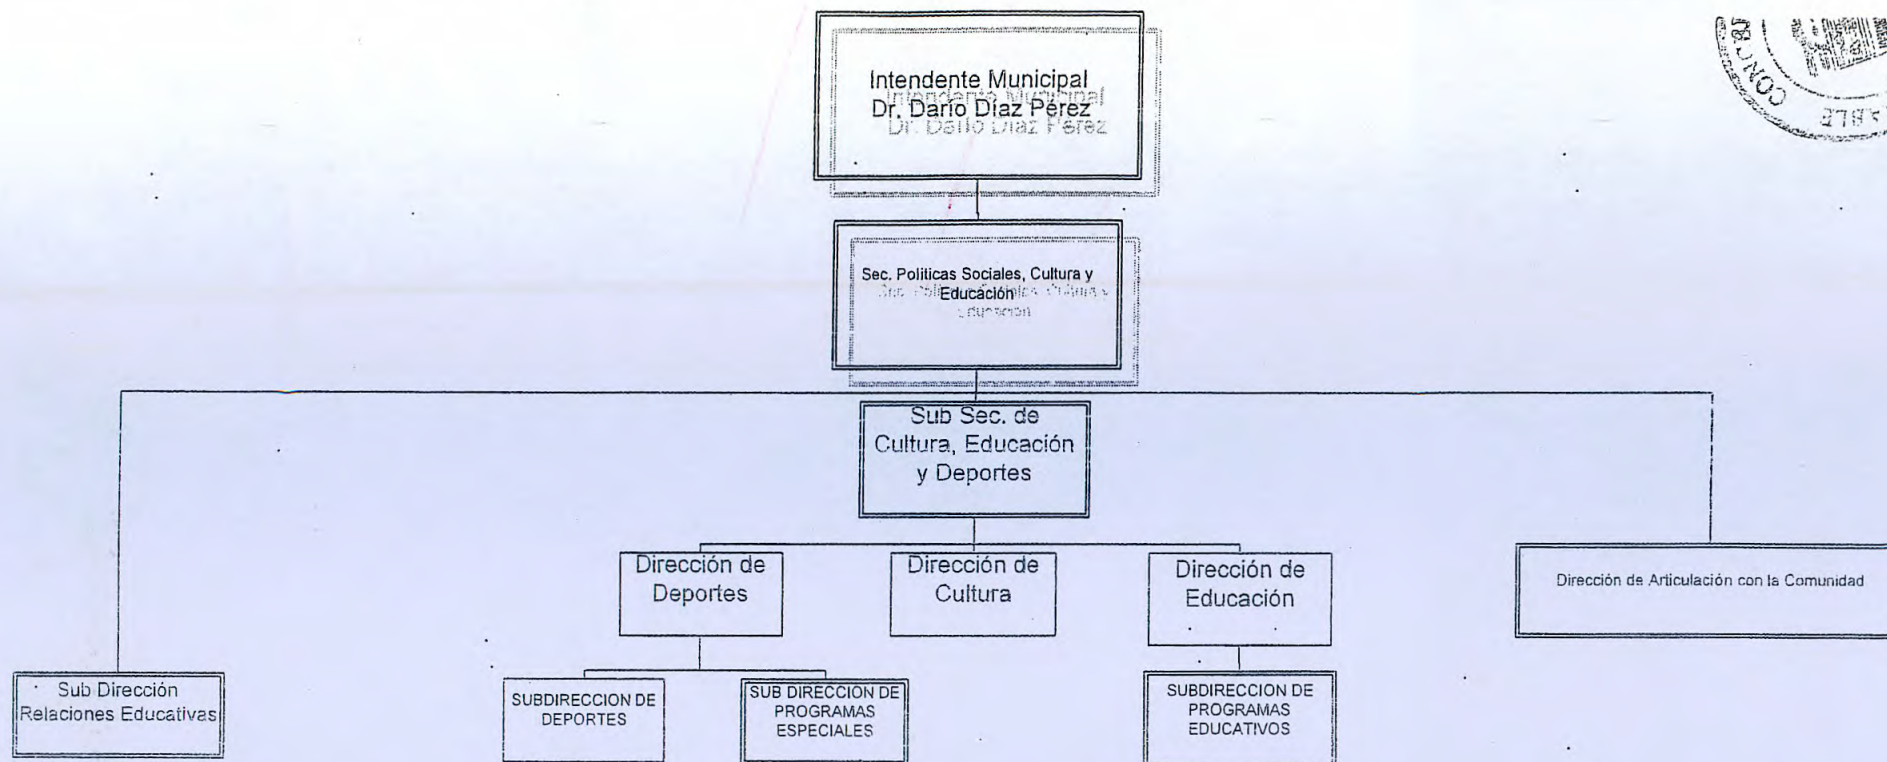 Intendente Municipal
Dr. Darío Díaz Pérez
Sec. Políticas Sociales, Cultura y
Educación
Sub Sec. de
Cultura, Educación
y Deportes
Dirección de
Deportes
Dirección de
Cultura
Dirección de
Educación
Dirección de Articulación con la Comunidad
Sub Dirección
Relaciones Educativas
SUBDIRECCION DE
DEPORTES
SUB DIRECCION DE
PROGRAMAS
ESPECIALES
SUBDIRECCION DE
PROGRAMAS
EDUCATIVOS